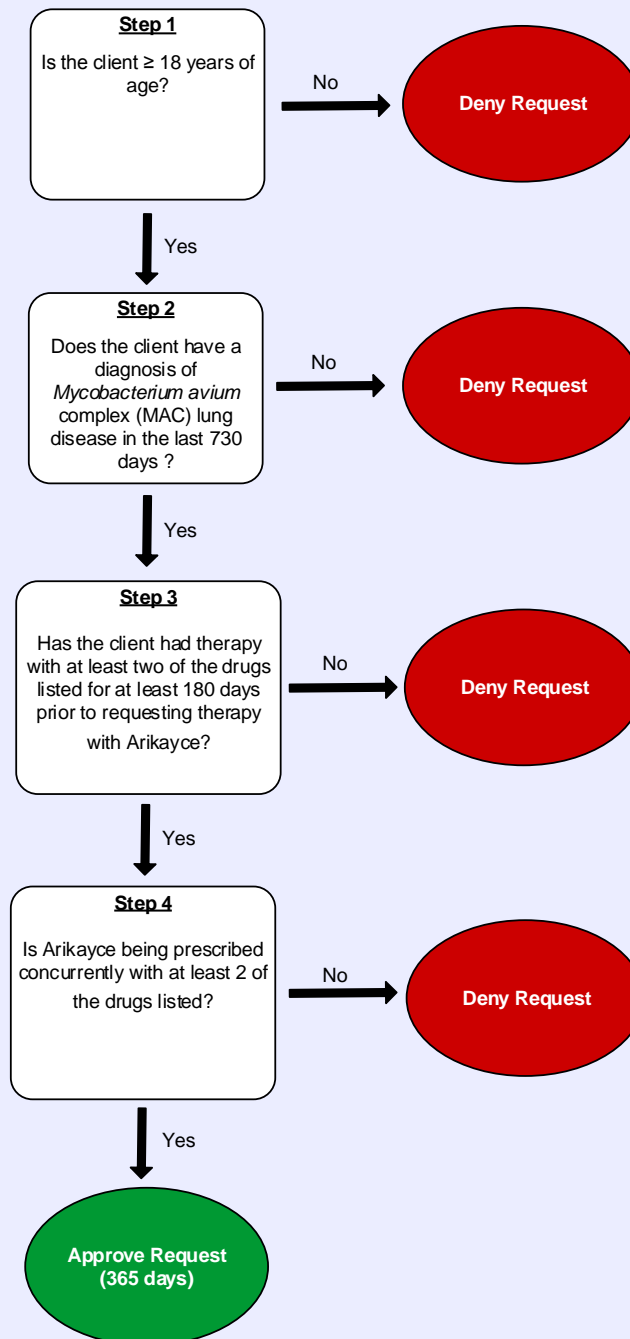 Step 1
Is the client ≥ 18 years of
age?
No
Deny Request
Yes
Step 2
Does the client have a
diagnosis of
Mycobacterium avium
complex (MAC) lung
disease in the last 730
days ?
No
Deny Request
Yes
Step 3
Has the client had therapy
with at least two of the drugs
listed for at least 180 days
prior to requesting therapy
with Arikayce?
No
Deny Request
Yes
Step 4
Is Arikayce being prescribed
concurrently with at least 2 of
the drugs listed?
No
Deny Request
Yes
Approve Request
(365 days)